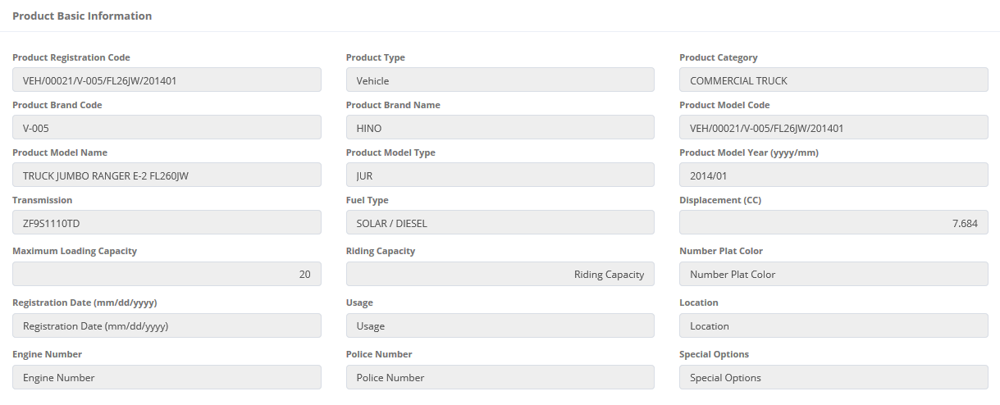 Product Basic Information
Product Registration Code Product Type Product Category
VEH/00021/V-005/FL26JW/201401 Vehicle COMMERCIAL TRUCK
Product Brand Code Product Brand Name Product Model Code
V-005 HINO VEH/00021/V-005/FL26JW/201401
Product Model Name Product Model Type Product Model Year (yyyy/mm)
TRUCK JUMBO RANGER E-2 FL260JW JUR 2014/01
Transmission Fuel Type Displacement (CC)
ZF9S1110TD SOLAR / DIESEL 7.684
Maximum Loading Capacity Riding Capacity Number Plat Color
20 Riding Capacity Number Plat Color
Registration Date (mm/dd/yyyy) Usage Location
Registration Date (mm/dd/yyyy) Usage Location
Engine Number Police Number Special Options
Engine Number Police Number Special Options